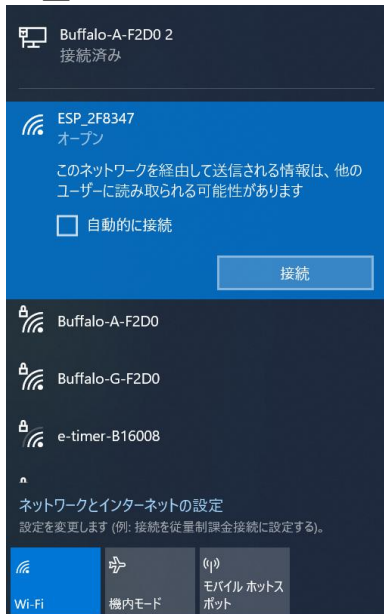 Buffalo-A-F2D0 2
接続済み
ESP_2F8347
オープン
このネットワークを経由して送信される情報は、他の
ユーザーに読み取られる可能性があります
自動的に接続
接続
Buffalo-A-F2D0
Buffalo-G-F2D0
e-timer-B16008
ネットワークとインターネットの設定
設定を変更します (例: 接続を従量制課金接続に設定する)。
Wi-Fi
機内モード
モバイル ホットス
ポット